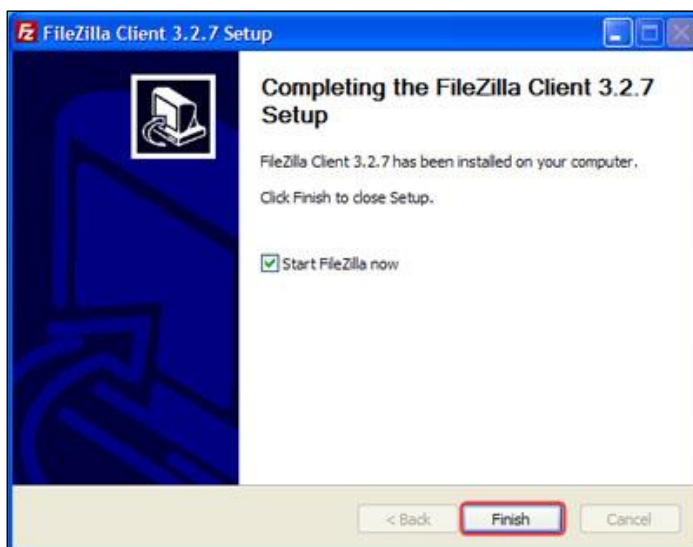 FileZilla Client 3.2.7 Setup
Completing the FileZilla Client 3.2.7
Setup
FileZilla Client 3.2.7 has been installed on your computer.
Click Finish to close Setup.
Start FileZilla now
< Back Finish Cancel